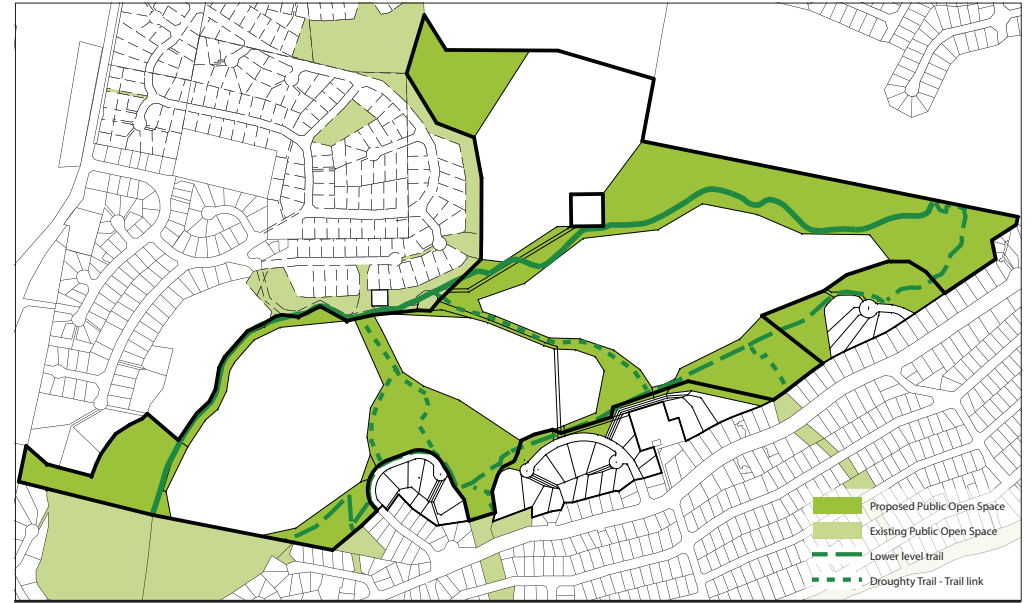 Proposed Public Open Space
Existing Public Open Space
Lower level trail
Droughty Trail - Trail link